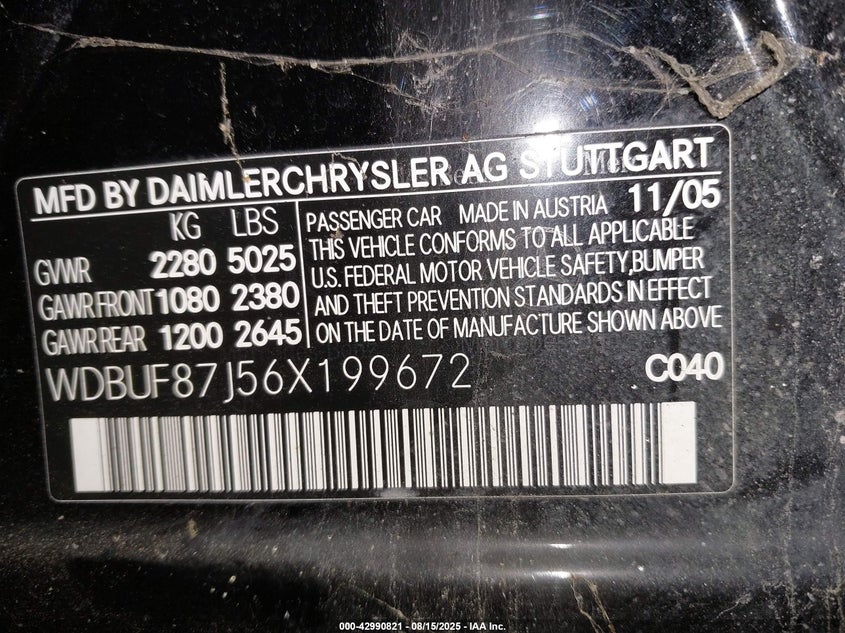 MFD BY DAIMLERCHRYSLER AG STUTTGART
KG LBS
GVWR 2280 5025
GAWR FRONT 1080 2380
GAWR REAR 1200 2645
PASSENGER CAR MADE IN AUSTRIA 11/05
THIS VEHICLE CONFORMS TO ALL APPLICABLE
U.S. FEDERAL MOTOR VEHICLE SAFETY,BUMPER
AND THEFT PREVENTION STANDARDS IN EFFECT
ON THE DATE OF MANUFACTURE SHOWN ABOVE
WDBUF87J56X199672 C040
000-42990821 - 08/15/2025 - IAA Inc.